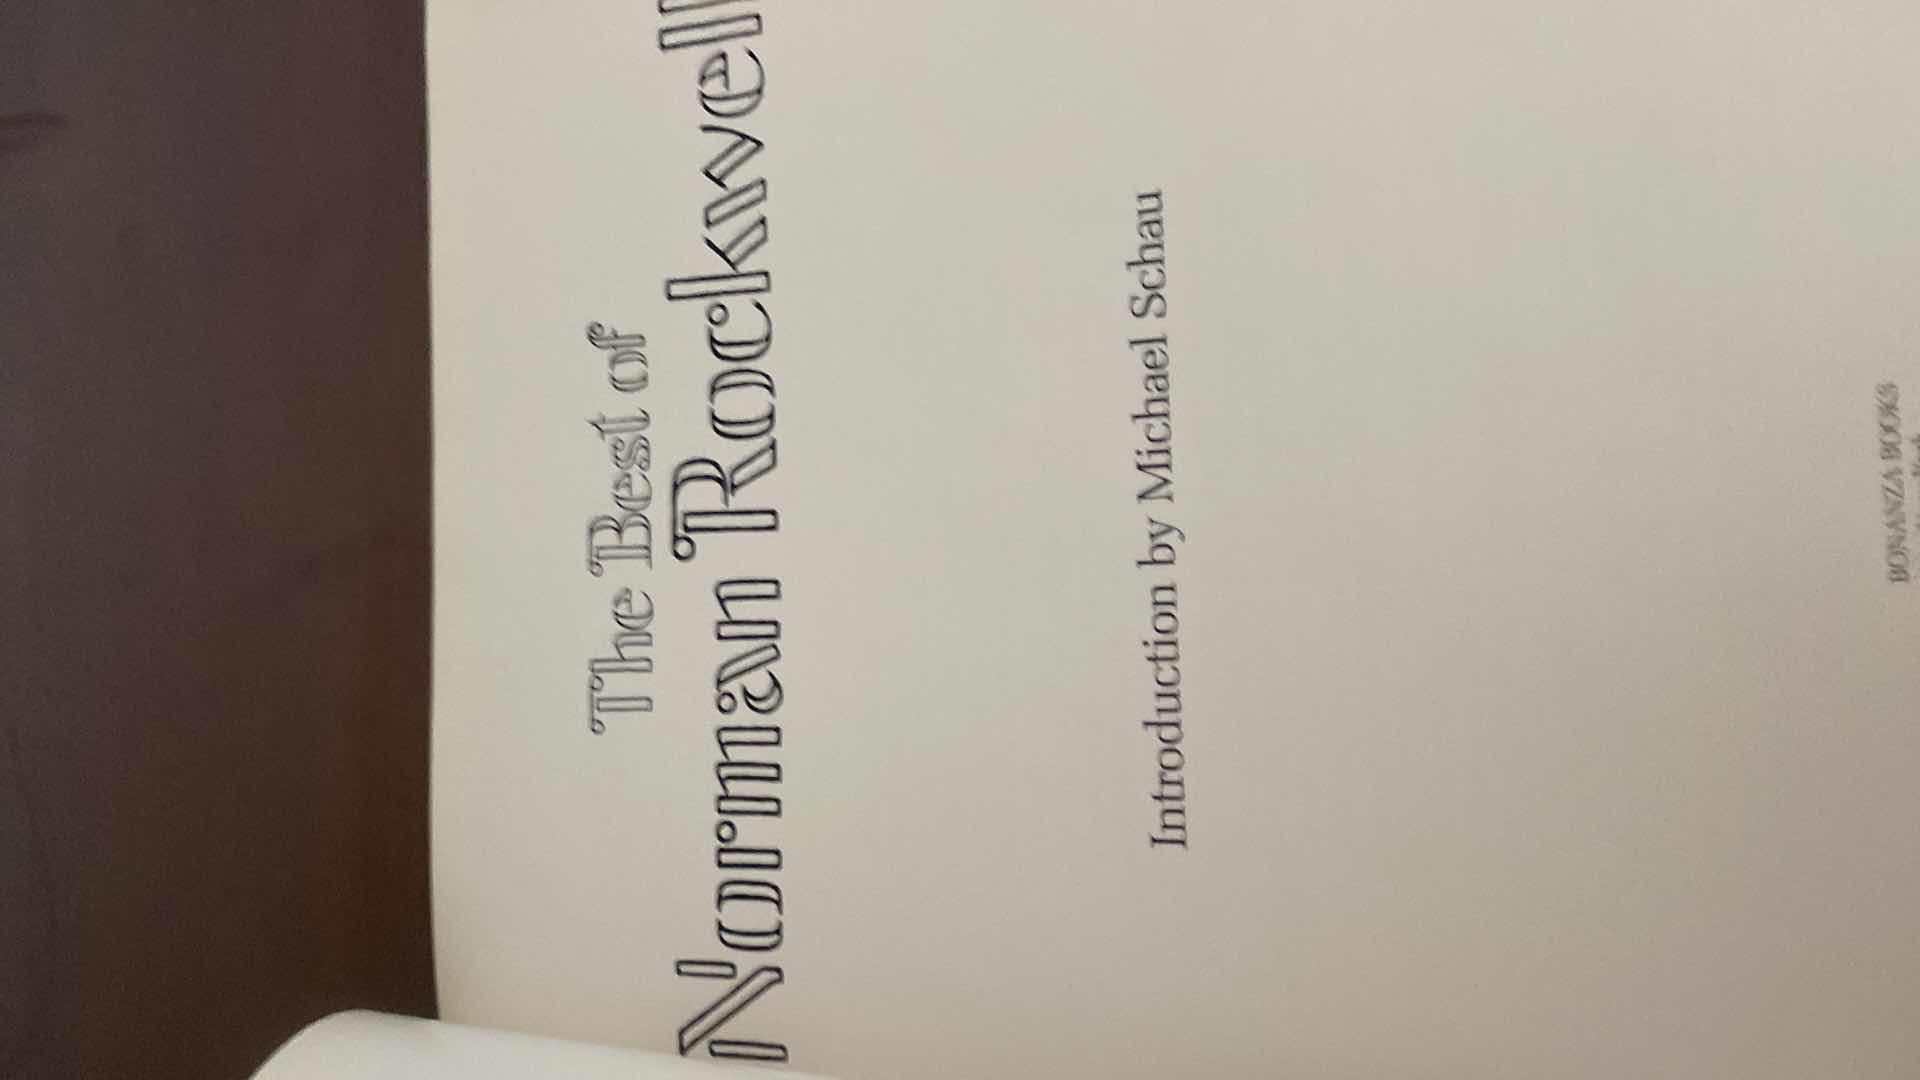 The Best of
Norman Rockwell
Introduction by Michael Schau
BONANZA BOOKS